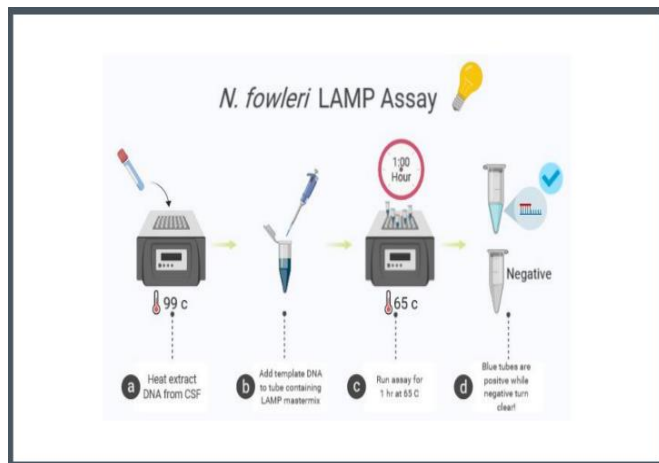 N. fowleri LAMP Assay
1:00
Hour
99 c
65 c
Negative
a
Heat extract
DNA from CSF
b
Add template DNA
to tube containing
LAMP mastermix
c
Run assay for
1 hr at 65 C
d
Blue tubes are
positve while
negative turn
clear!